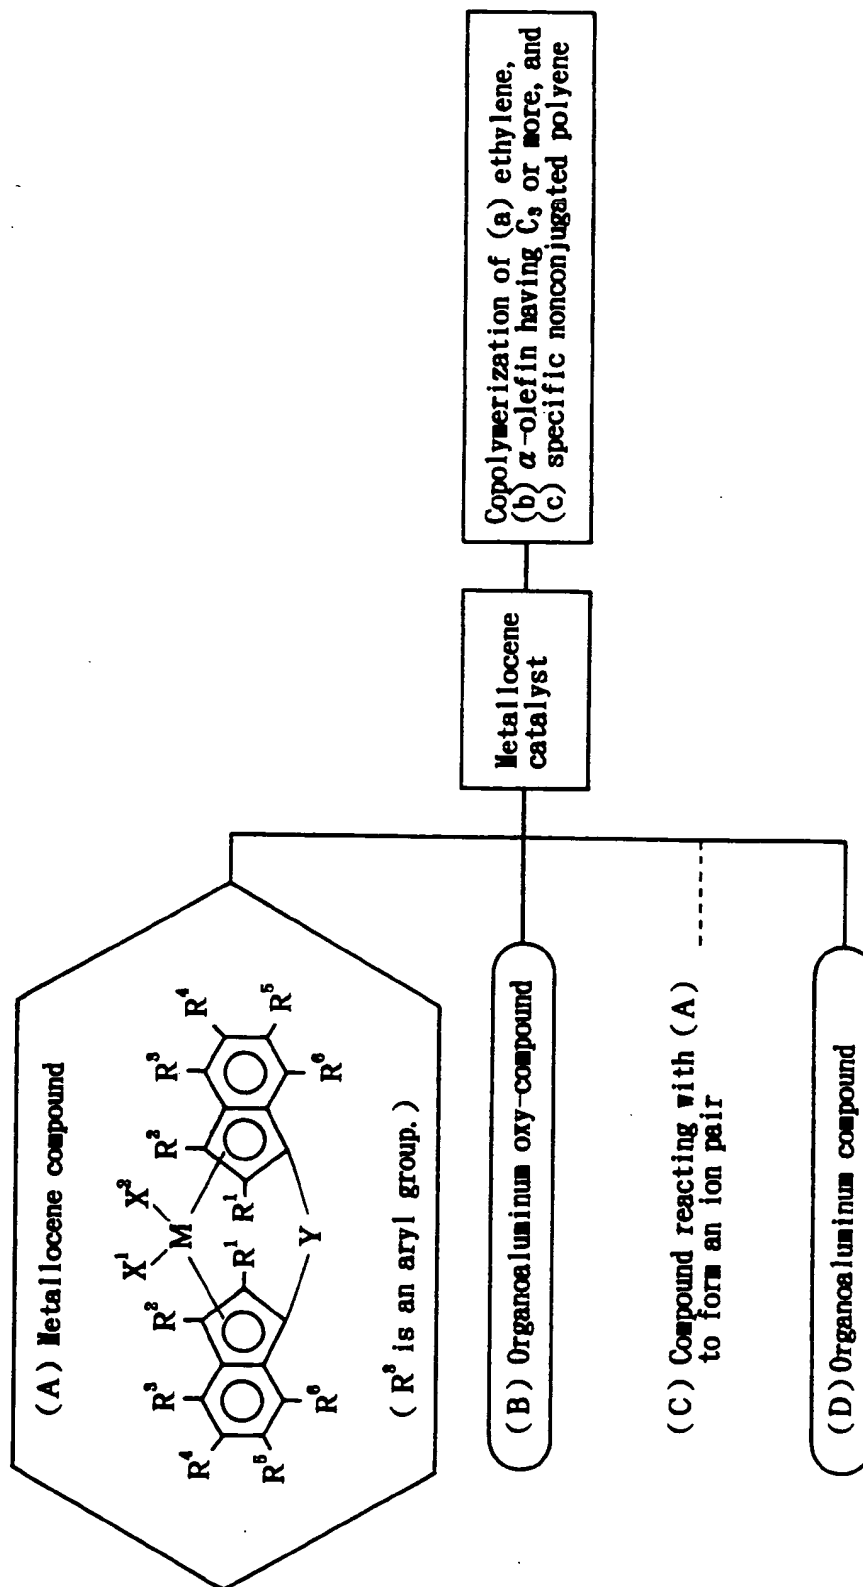 (A) Metallocene compound
X¹ X²
M
R² R¹ R¹ R²
R³ R³
R⁴ R⁴
R⁵ R⁵
R⁶ R⁶
Y
(R³ is an aryl group.)
(B) Organoaluminum oxy-compound
(C) Compound reacting with (A)
to form an ion pair
(D) Organoaluminum compound
Metallocene
catalyst
Copolymerization of (a) ethylene,
(b) α-olefin having C₃ or more, and
(c) specific nonconjugated polyene